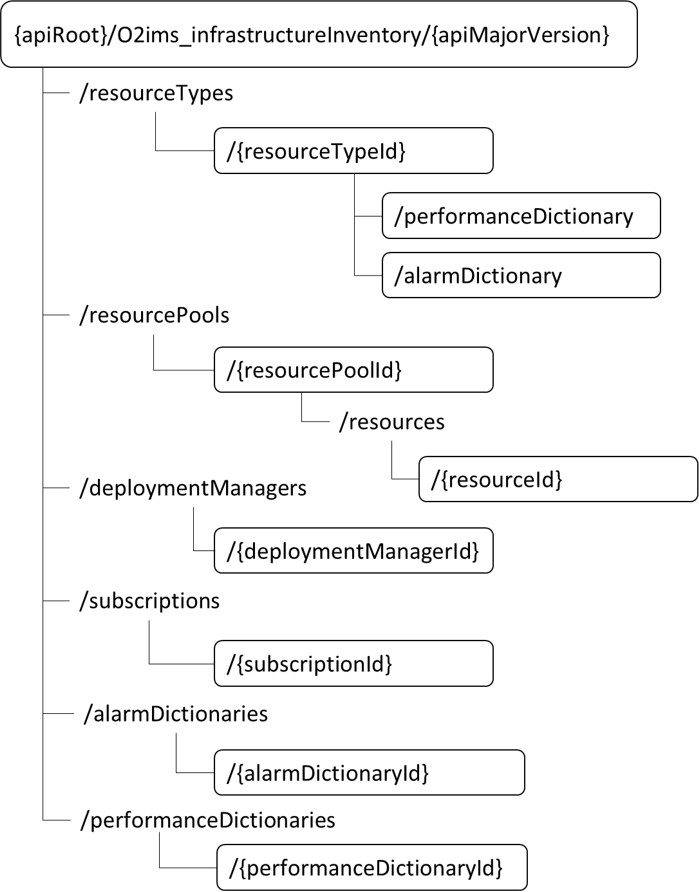 {apiRoot}/O2ims_infrastructureInventory/{apiMajorVersion}
/resourceTypes
/{resourceTypeId}
/performanceDictionary
/alarmDictionary
/resourcePools
/{resourcePoolId}
/resources
/{resourceId}
/deploymentManagers
/{deploymentManagerId}
/subscriptions
/{subscriptionId}
/alarmDictionaries
/{alarmDictionaryId}
/performanceDictionaries
/{performanceDictionaryId}